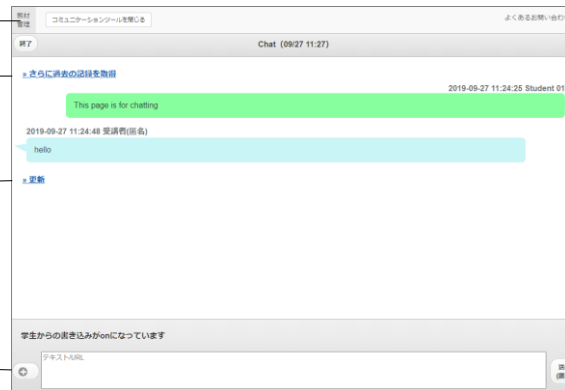 教材
管理
コミュニケーションツールを閉じる
よくあるお問い合わ
終了
Chat (09/27 11:27)
» さらに過去の記録を取得
2019-09-27 11:24:25 Student 01
This page is for chatting
2019-09-27 11:24:48 受講者(匿名)
hello
» 更新
学生からの書き込みがonになっています
テキスト/URL